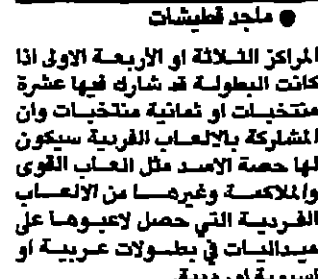 ● ماجد قطيشات
المراكز الثلاثة او الاربعة الاولى اذا
كانت البطولة قد شارك فيها عشرة
منتخبات او ثمانية منتخبات وان
المشاركة بالالعاب الفردية سيكون
لها حصة الاسد مثل العاب القوى
والملاكمة وغيرها من الالعاب
الفردية التي حصل لاعبوها على
ميداليات في بطولات عربية او